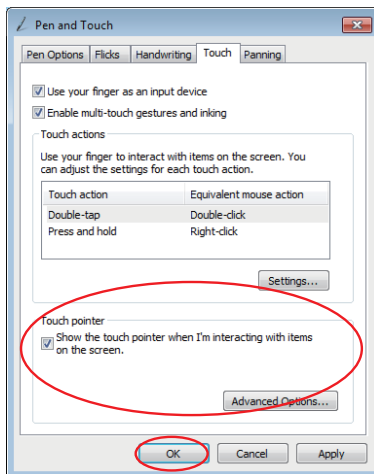 Pen and Touch
Pen Options Flicks Handwriting Touch Panning
Use your finger as an input device
Enable multi-touch gestures and inking
Touch actions
Use your finger to interact with items on the screen. You
can adjust the settings for each touch action.
Touch action Equivalent mouse action
Double-tap Double-click
Press and hold Right-click
Settings...
Touch pointer
Show the touch pointer when I'm interacting with items
on the screen.
Advanced Options...
OK Cancel Apply